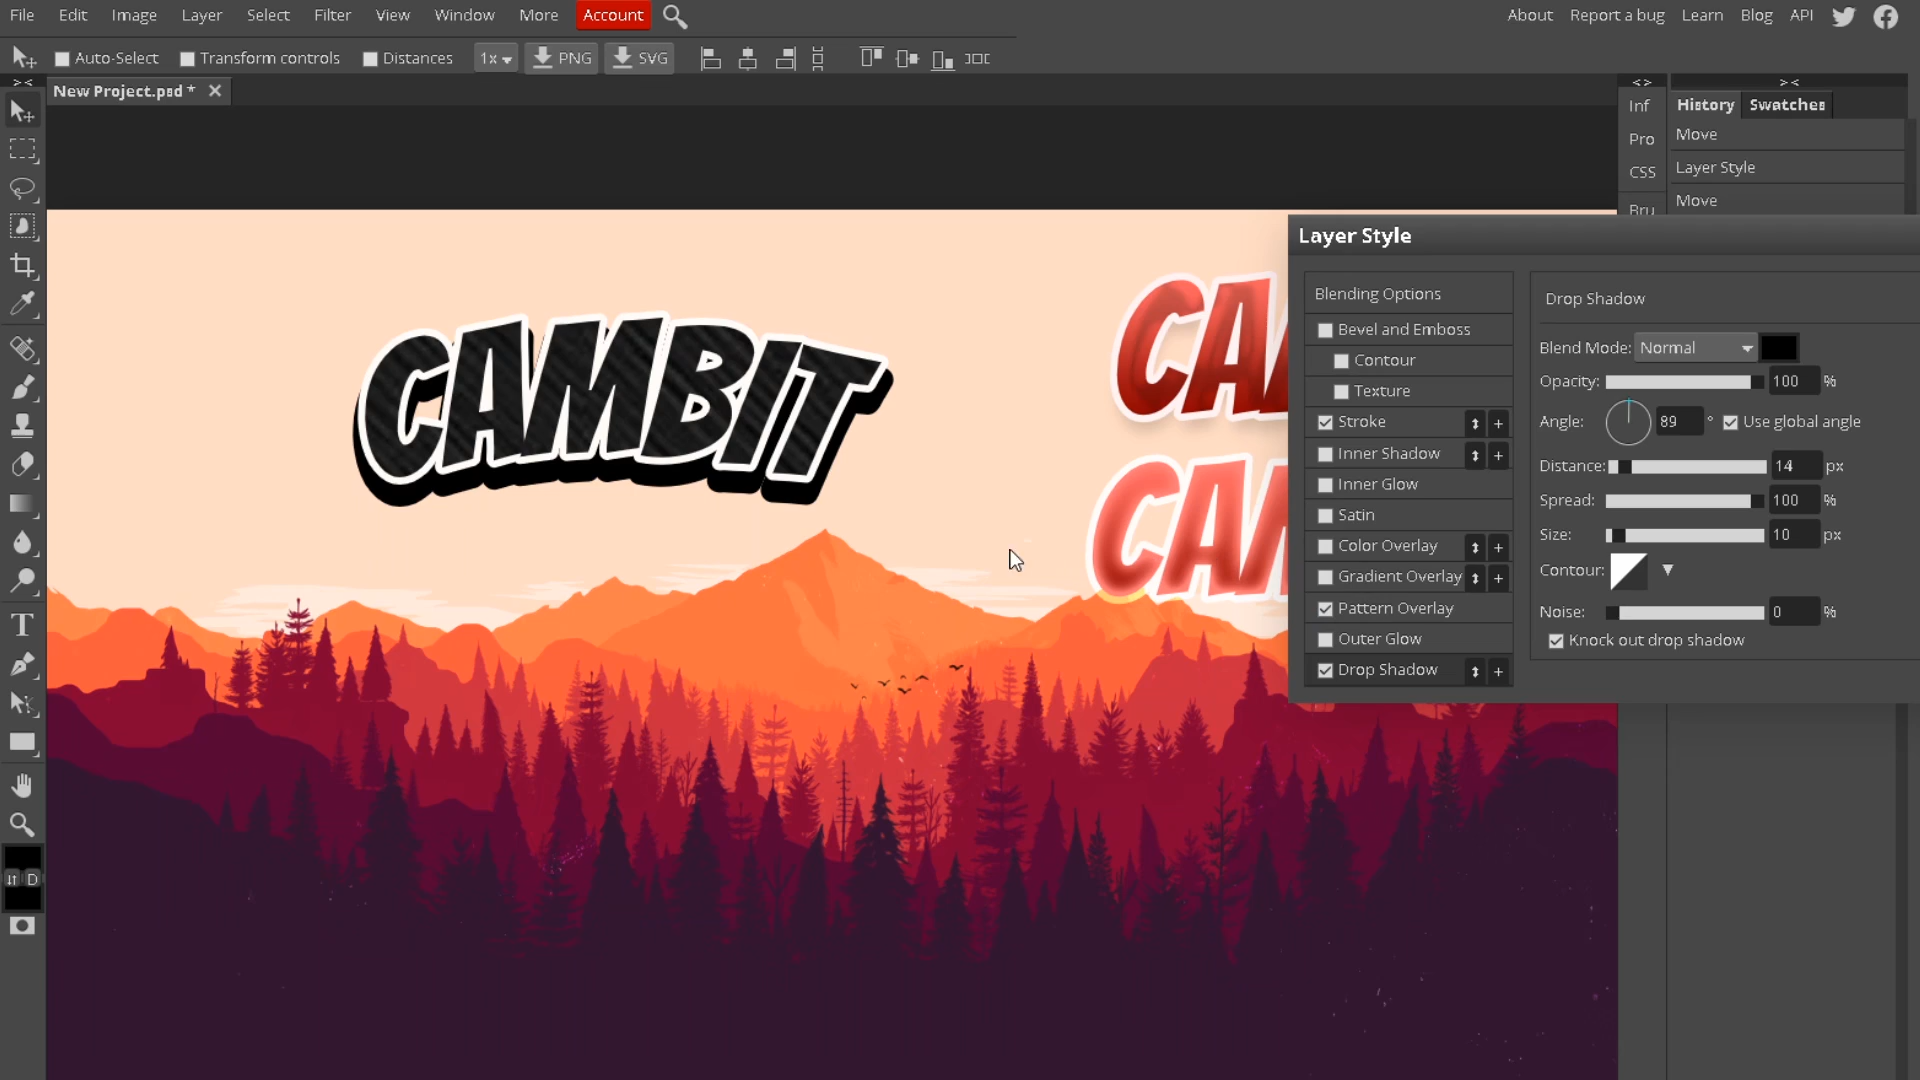 File Edit Image Layer Select Filter View Window More Account About Report a bug Learn Blog API
Auto-Select Transform controls Distances 1x PNG SVG
New Project.psd *
Inf
Pro
CSS
Bru
History Swatches
Move
Layer Style
Move
CAMBIT
CA
CA
Layer Style
Blending Options
Bevel and Emboss
Contour
Texture
Stroke +
Inner Shadow +
Inner Glow
Satin
Color Overlay +
Gradient Overlay +
Pattern Overlay
Outer Glow
Drop Shadow +
Drop Shadow
Blend Mode: Normal
Opacity: 100 %
Angle: 89 ° Use global angle
Distance: 14 px
Spread: 100 %
Size: 10 px
Contour:
Noise: 0 %
Knock out drop shadow
T
D